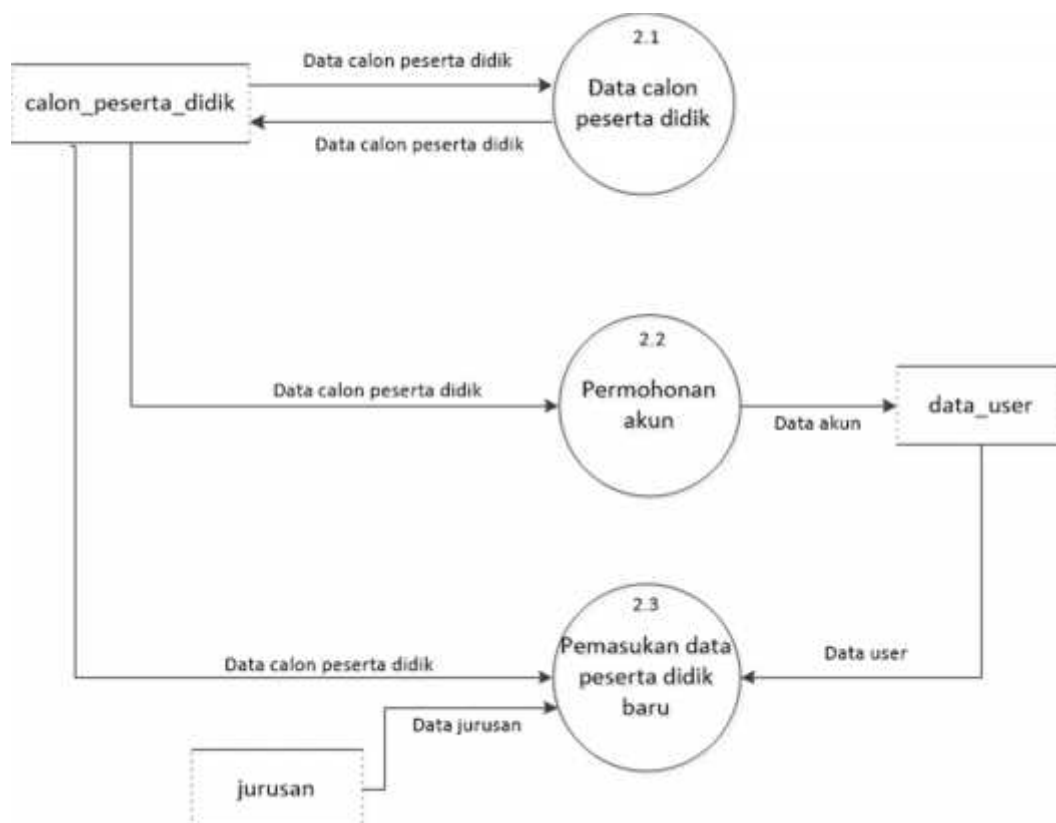 2.1
Data calon peserta didik
calon_peserta_didik
Data calon
peserta didik
Data calon peserta didik
2.2
Data calon peserta didik
Permohonan
akun
Data akun
data_user
2.3
Pemasukan data
peserta didik
baru
Data calon peserta didik
Data user
Data jurusan
jurusan